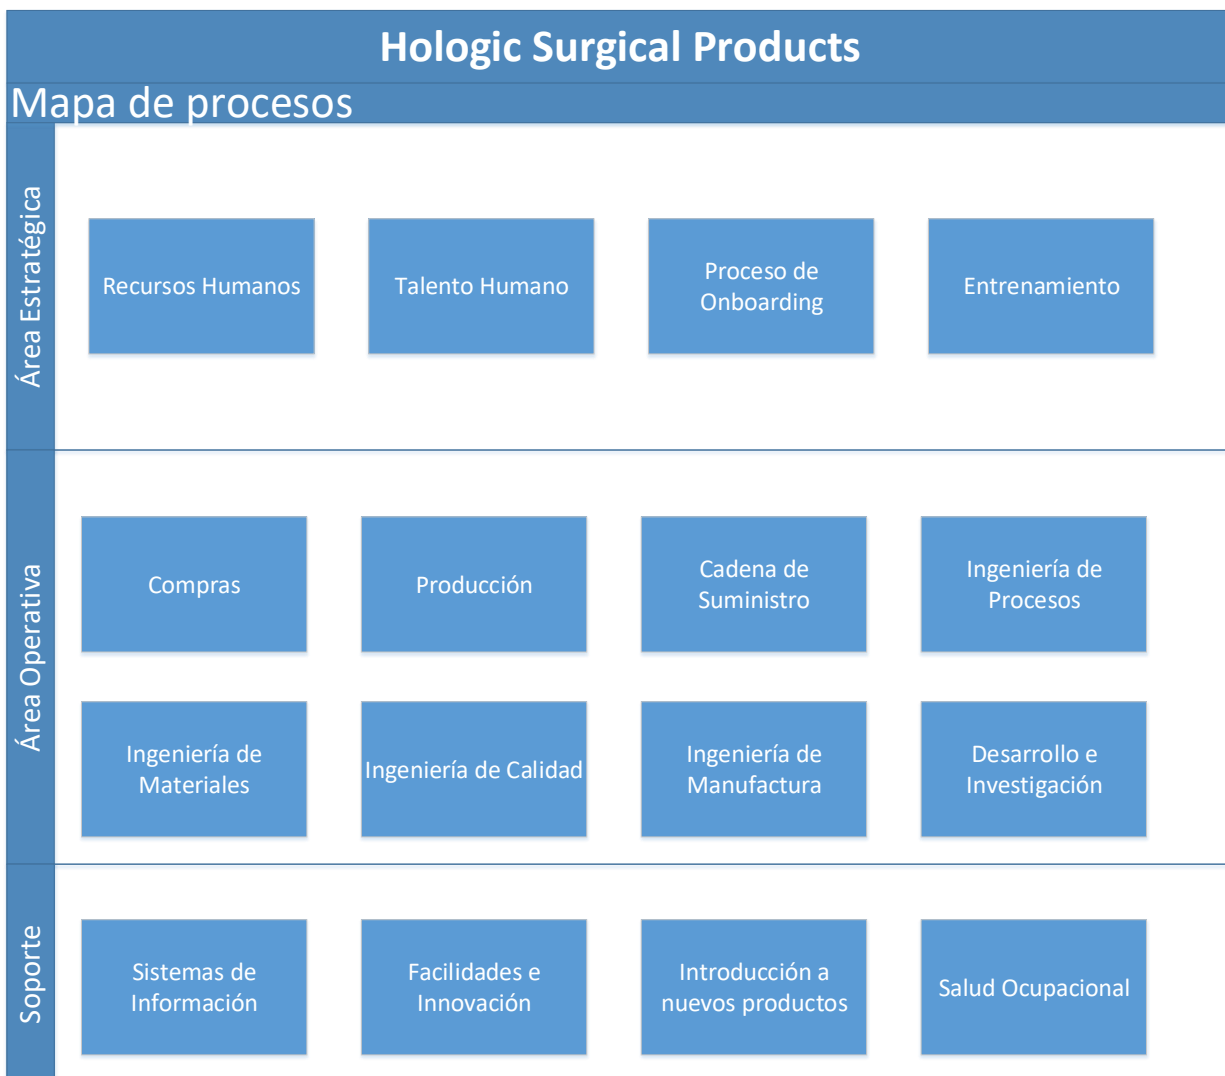 Hologic Surgical Products
Mapa de procesos
Área Estratégica
Recursos Humanos
Talento Humano
Proceso de
Onboarding
Entrenamiento
Área Operativa
Compras
Producción
Cadena de
Suministro
Ingeniería de
Procesos
Ingeniería de
Materiales
Ingeniería de Calidad
Ingeniería de
Manufactura
Desarrollo e
Investigación
Soporte
Sistemas de
Información
Facilidades e
Innovación
Introducción a
nuevos productos
Salud Ocupacional